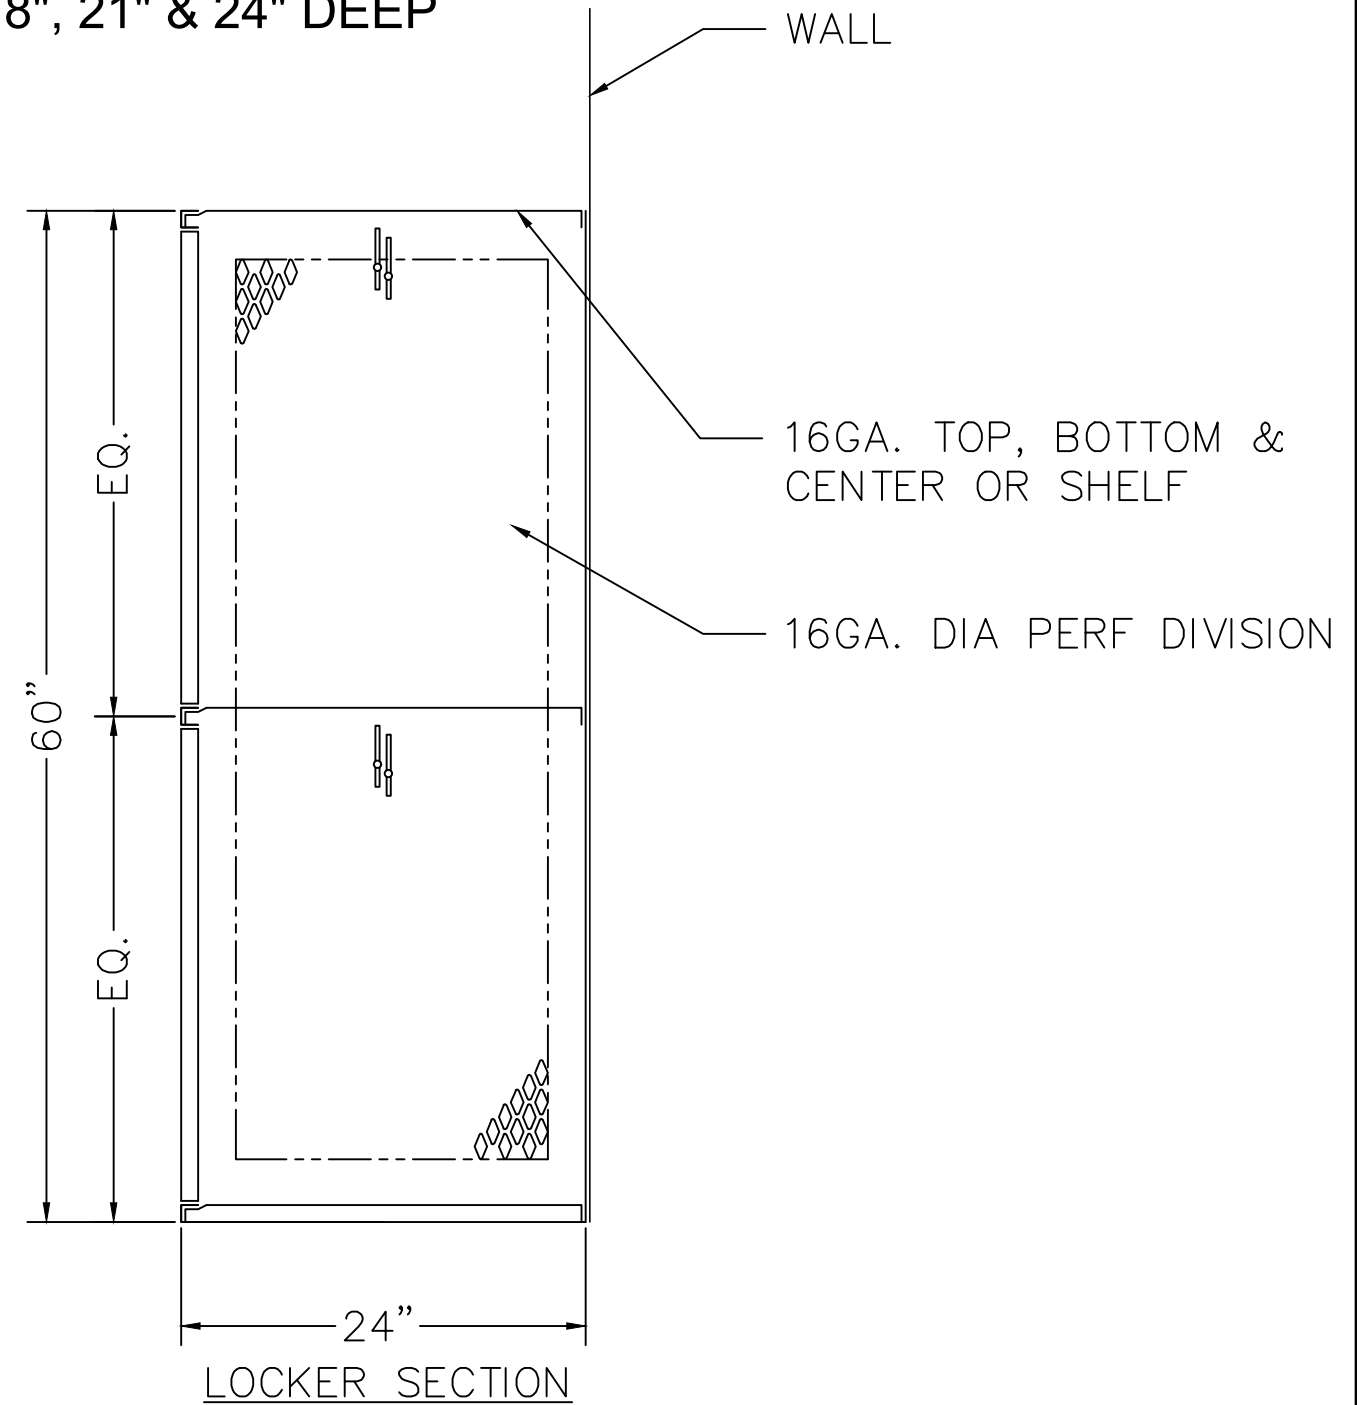 8", 21" & 24" DEEP
WALL
16GA. TOP, BOTTOM &
CENTER OR SHELF
16GA. DIA PERF DIVISION
EQ.
60"
EQ.
24"
LOCKER SECTION